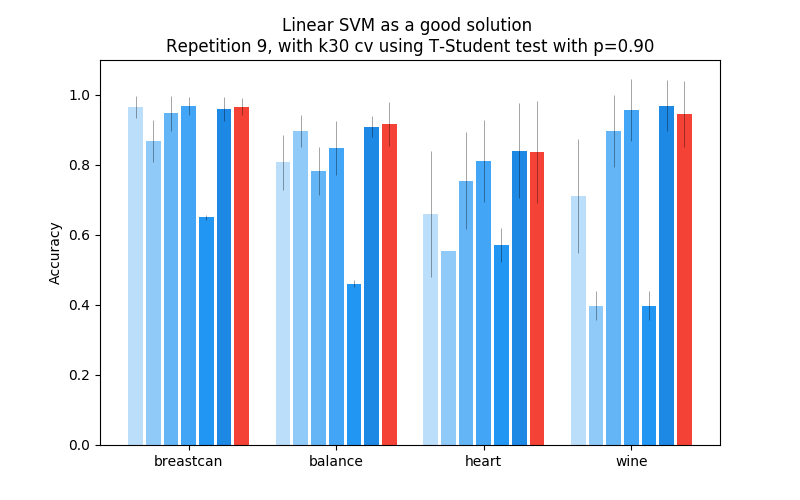 Linear SVM as a good solution
Repetition 9, with k30 cv using T-Student test with p=0.90
1.0
0.8
0.6
0.4
0.2
0.0
Accuracy
breastcan
balance
heart
wine